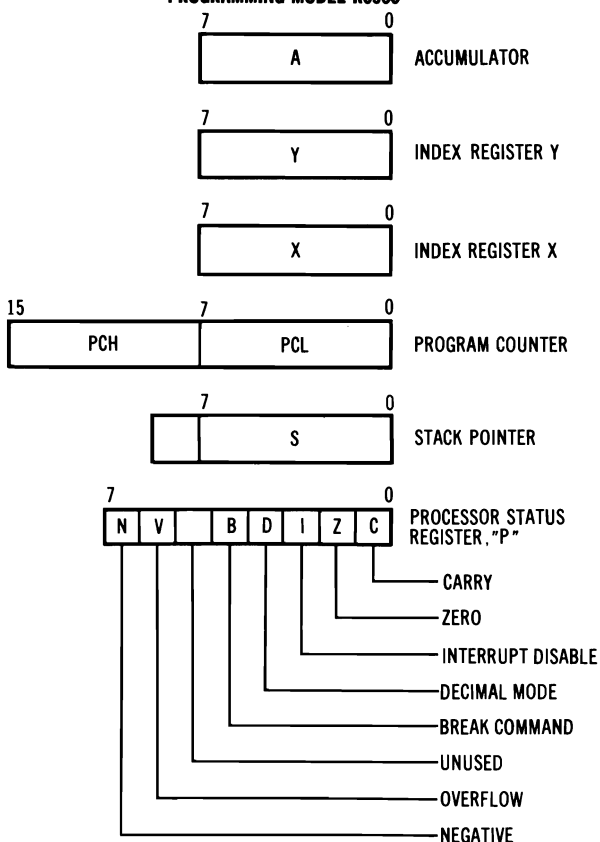 PROGRAMMING MODEL
7 0
A ACCUMULATOR
7 0
Y INDEX REGISTER Y
7 0
X INDEX REGISTER X
15 7 0
PCH PCL PROGRAM COUNTER
7 0
S STACK POINTER
7 0
N V B D I Z C PROCESSOR STATUS
REGISTER, "P"
CARRY
ZERO
INTERRUPT DISABLE
DECIMAL MODE
BREAK COMMAND
UNUSED
OVERFLOW
NEGATIVE